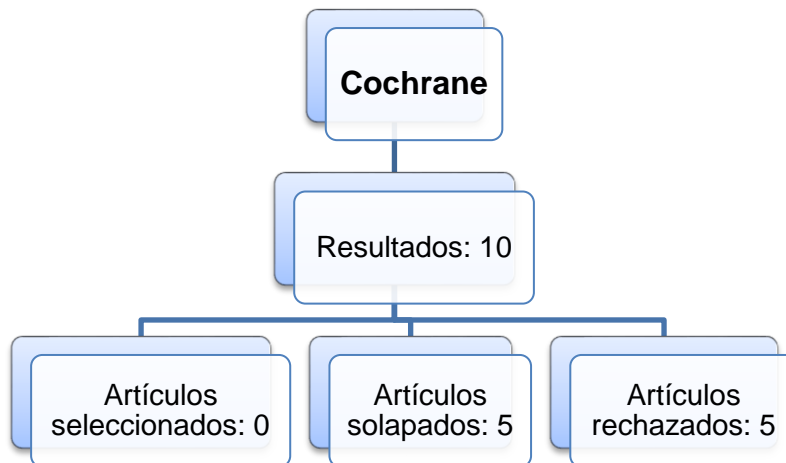 Cochrane
Resultados: 10
Artículos
seleccionados: 0
Artículos
solapados: 5
Artículos
rechazados: 5